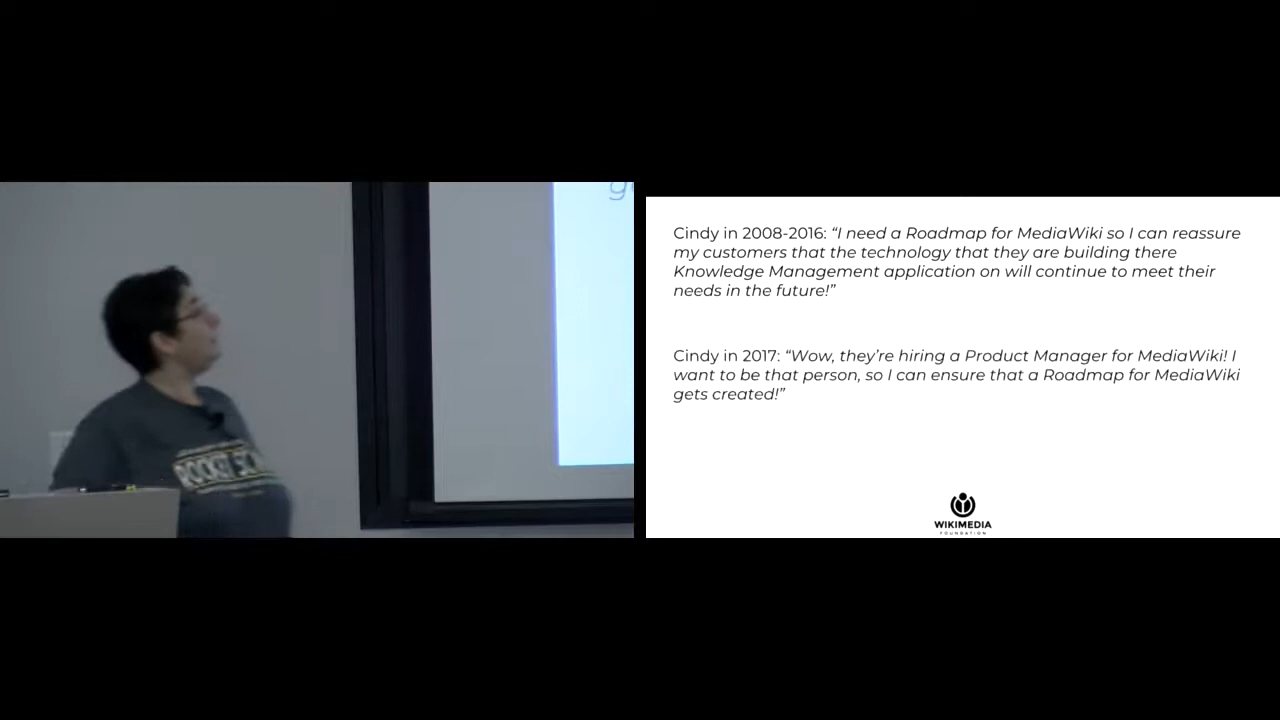 ROCKET
Cindy in 2008-2016: “I need a Roadmap for MediaWiki so I can reassure
my customers that the technology that they are building there
Knowledge Management application on will continue to meet their
needs in the future!”
Cindy in 2017: “Wow, they’re hiring a Product Manager for MediaWiki! I
want to be that person, so I can ensure that a Roadmap for MediaWiki
gets created!”
WIKIMEDIA
FOUNDATION